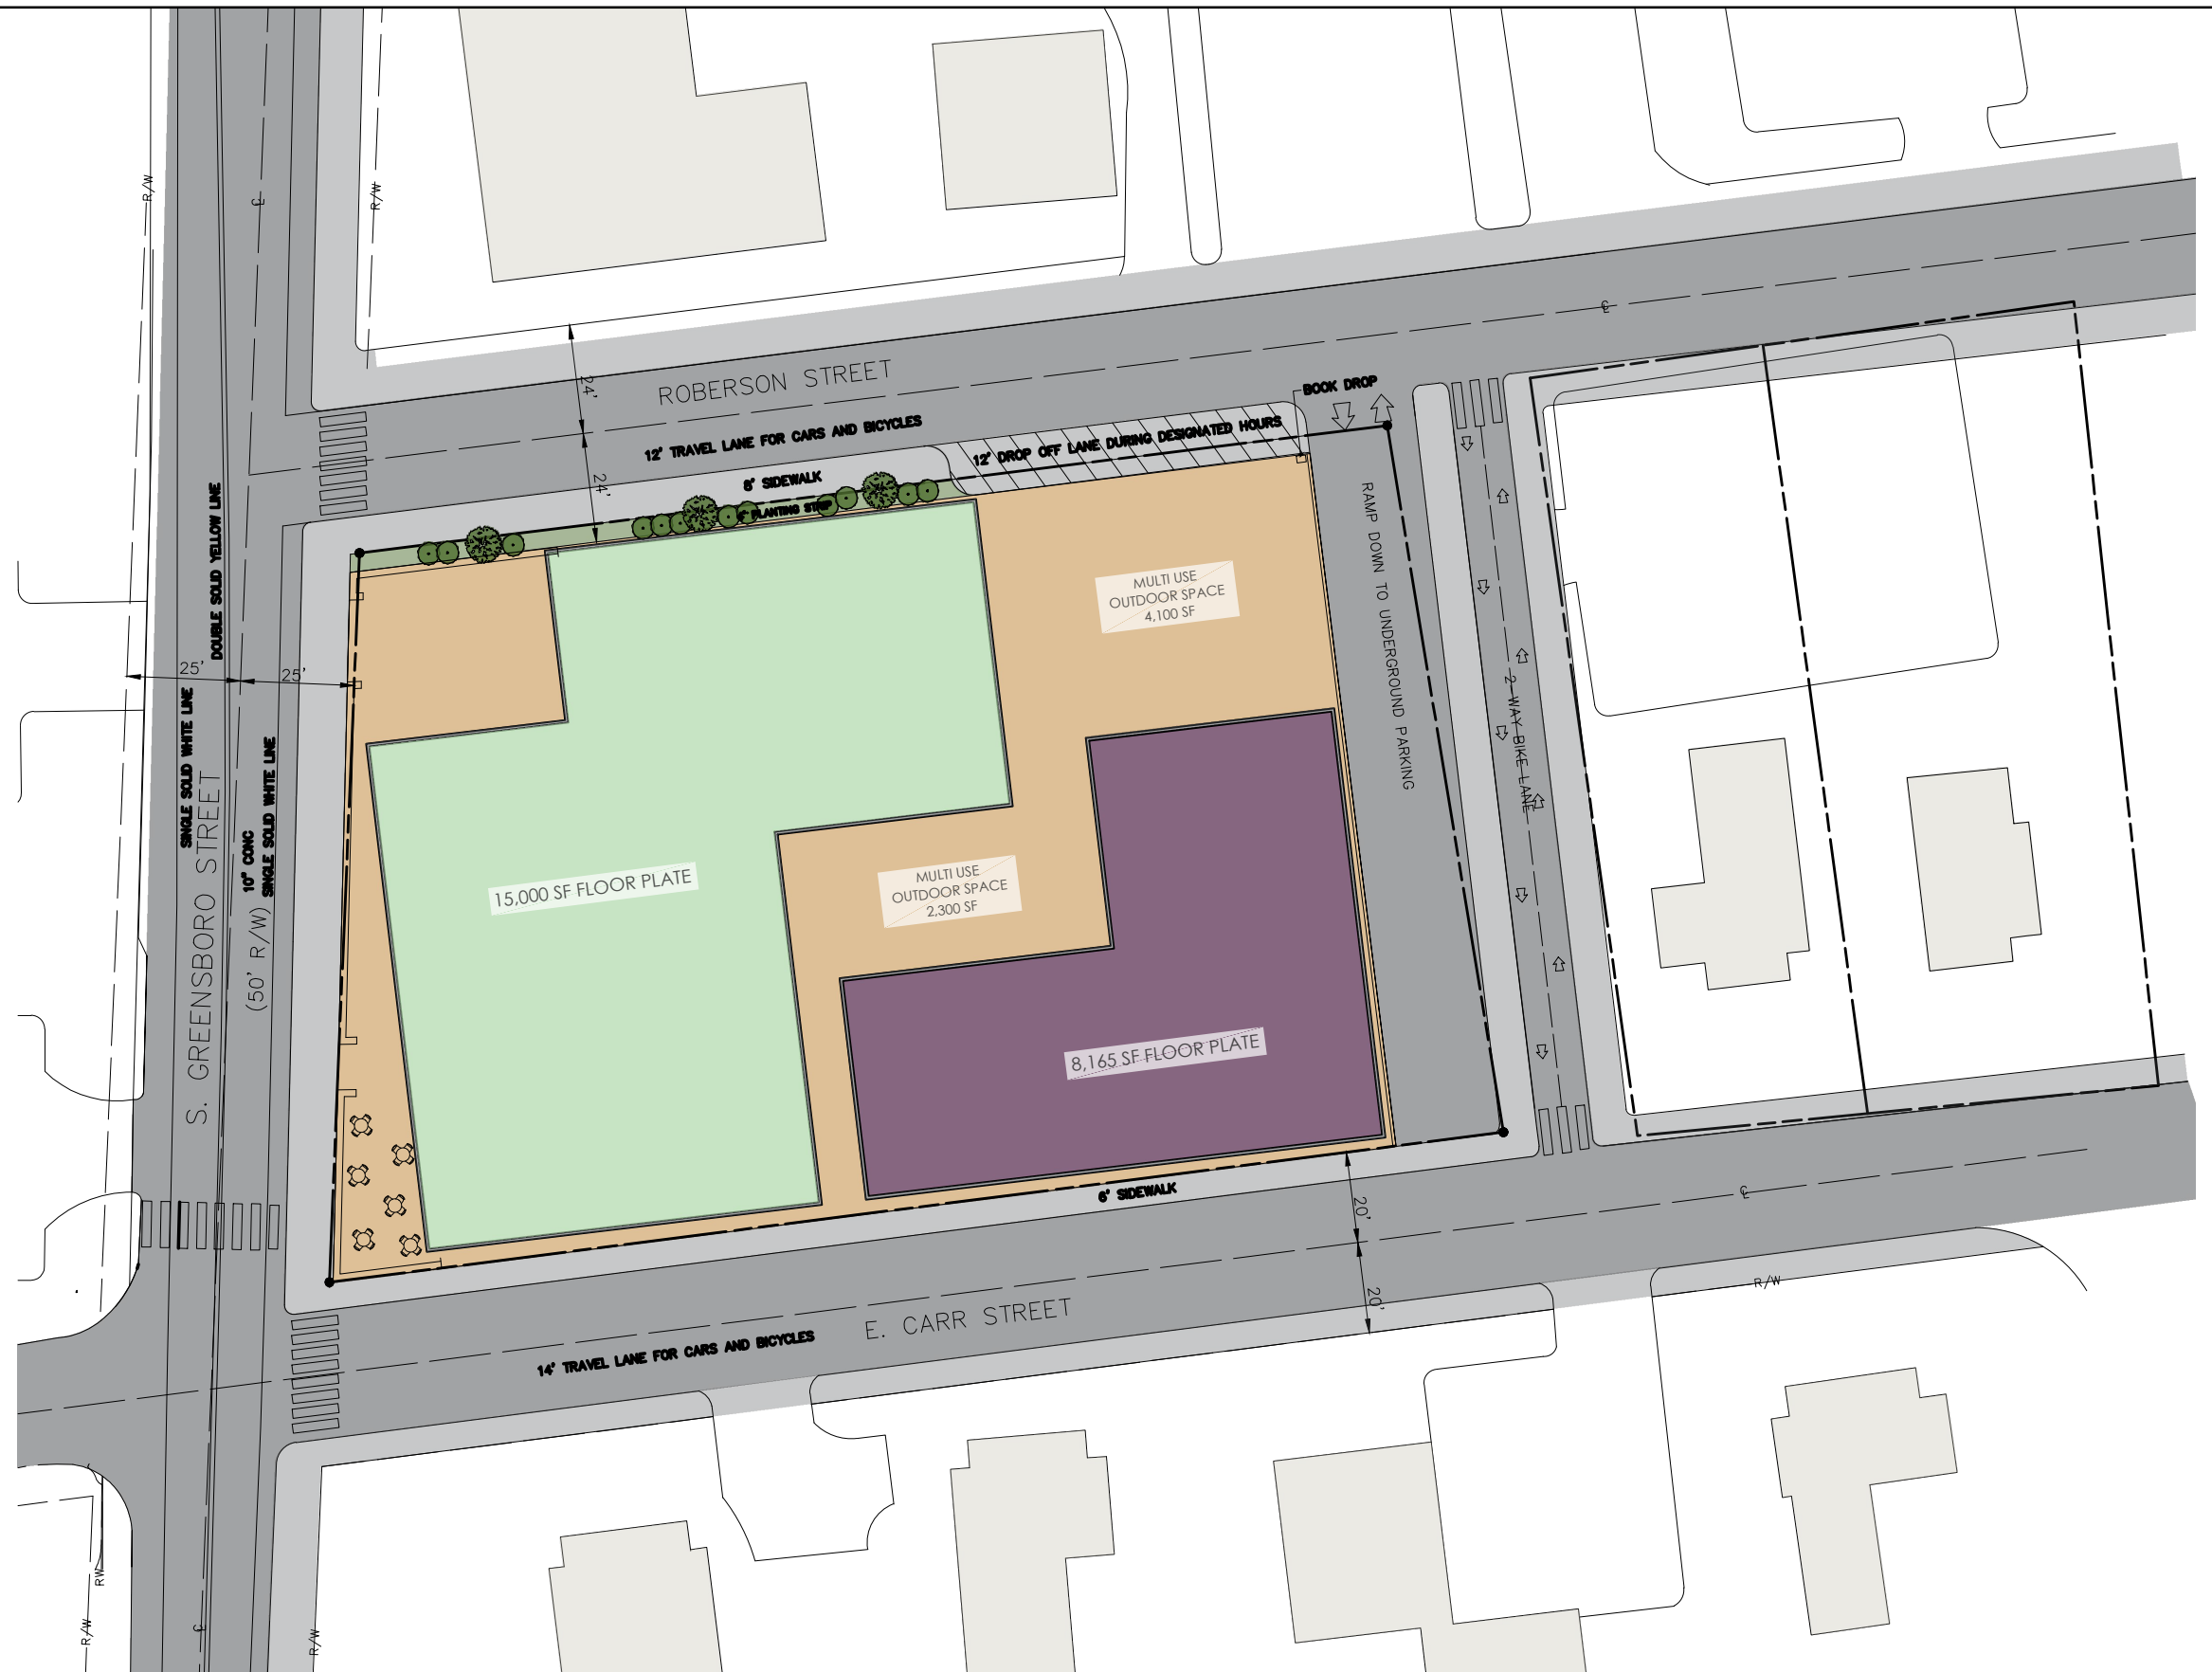 R/W
R/W
24'
ROBERSON STREET
BOOK DROP
12' TRAVEL LANE FOR CARS AND BICYCLES
12' DROP OFF LANE DURING DESIGNATED HOURS
8' SIDEWALK
24'
PLANTING STRIP
RAMP DOWN TO UNDERGROUND PARKING
2 WAY BIKE LANE
MULTI USE
OUTDOOR SPACE
4,100 SF
DOUBLE SOLID YELLOW LINE
25'
25'
SINGLE SOLID WHITE LINE
S. GREENSBORO STREET
10" CONC
SINGLE SOLID WHITE LINE
(50' R/W)
15,000 SF FLOOR PLATE
MULTI USE
OUTDOOR SPACE
2,300 SF
8,165 SF FLOOR PLATE
6' SIDEWALK
20'
20'
E. CARR STREET
14' TRAVEL LANE FOR CARS AND BICYCLES
R/W
RW
R/W
R/W